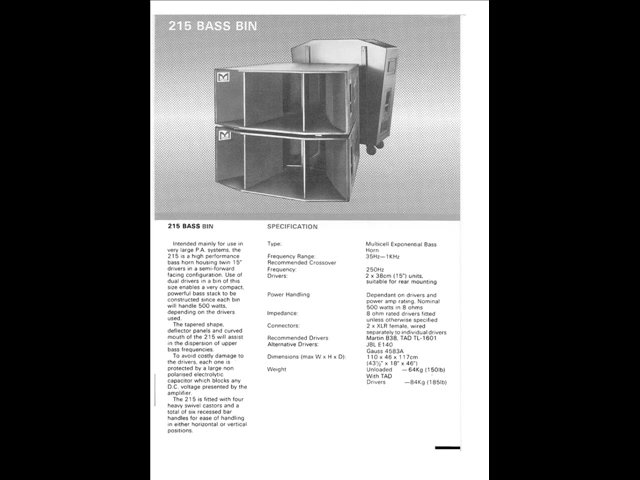 215 BASS BIN
215 BASS BIN
Intended mainly for use in
very large P.A. systems, the
215 is a high performance
bass horn housing twin 15"
drivers in a semi-forward
facing configuration. Use of
dual drivers in a bin of this
size enables a very compact,
powerful bass stack to be
constructed since each bin
will handle 500 watts,
depending on the drivers
used.
The tapered shape,
deflector panels and curved
mouth of the 215 will assist
in the dispersion of upper
bass frequencies.
To avoid costly damage to
the drivers, each one is
protected by a large non
polarised electrolytic
capacitor which blocks any
D.C. voltage presented by the
amplifier.
The 215 is fitted with four
heavy swivel castors and a
total of six recessed bar
handles for ease of handling
in either horizontal or vertical
positions.
SPECIFICATION
Type: Multicell Exponential Bass
Horn
Frequency Range: 35Hz—1KHz
Recommended Crossover
Frequency: 250Hz
Drivers: 2 x 38cm (15") units,
suitable for rear mounting
Power Handling Dependant on drivers and
power amp rating. Nominal
500 watts in 8 ohms
Impedance: 8 ohm rated drivers fitted
unless otherwise specified
Connectors: 2 x XLR female, wired
separately to individual drivers
Recommended Drivers Martin B38, TAD TL-1601
Alternative Drivers: JBL E140
Gauss 4583A
Dimensions (max W x H x D): 110 x 46 x 117cm
(43½" x 18" x 46")
Weight Unloaded — 64Kg (150lb)
With TAD
Drivers —84Kg (185lb)